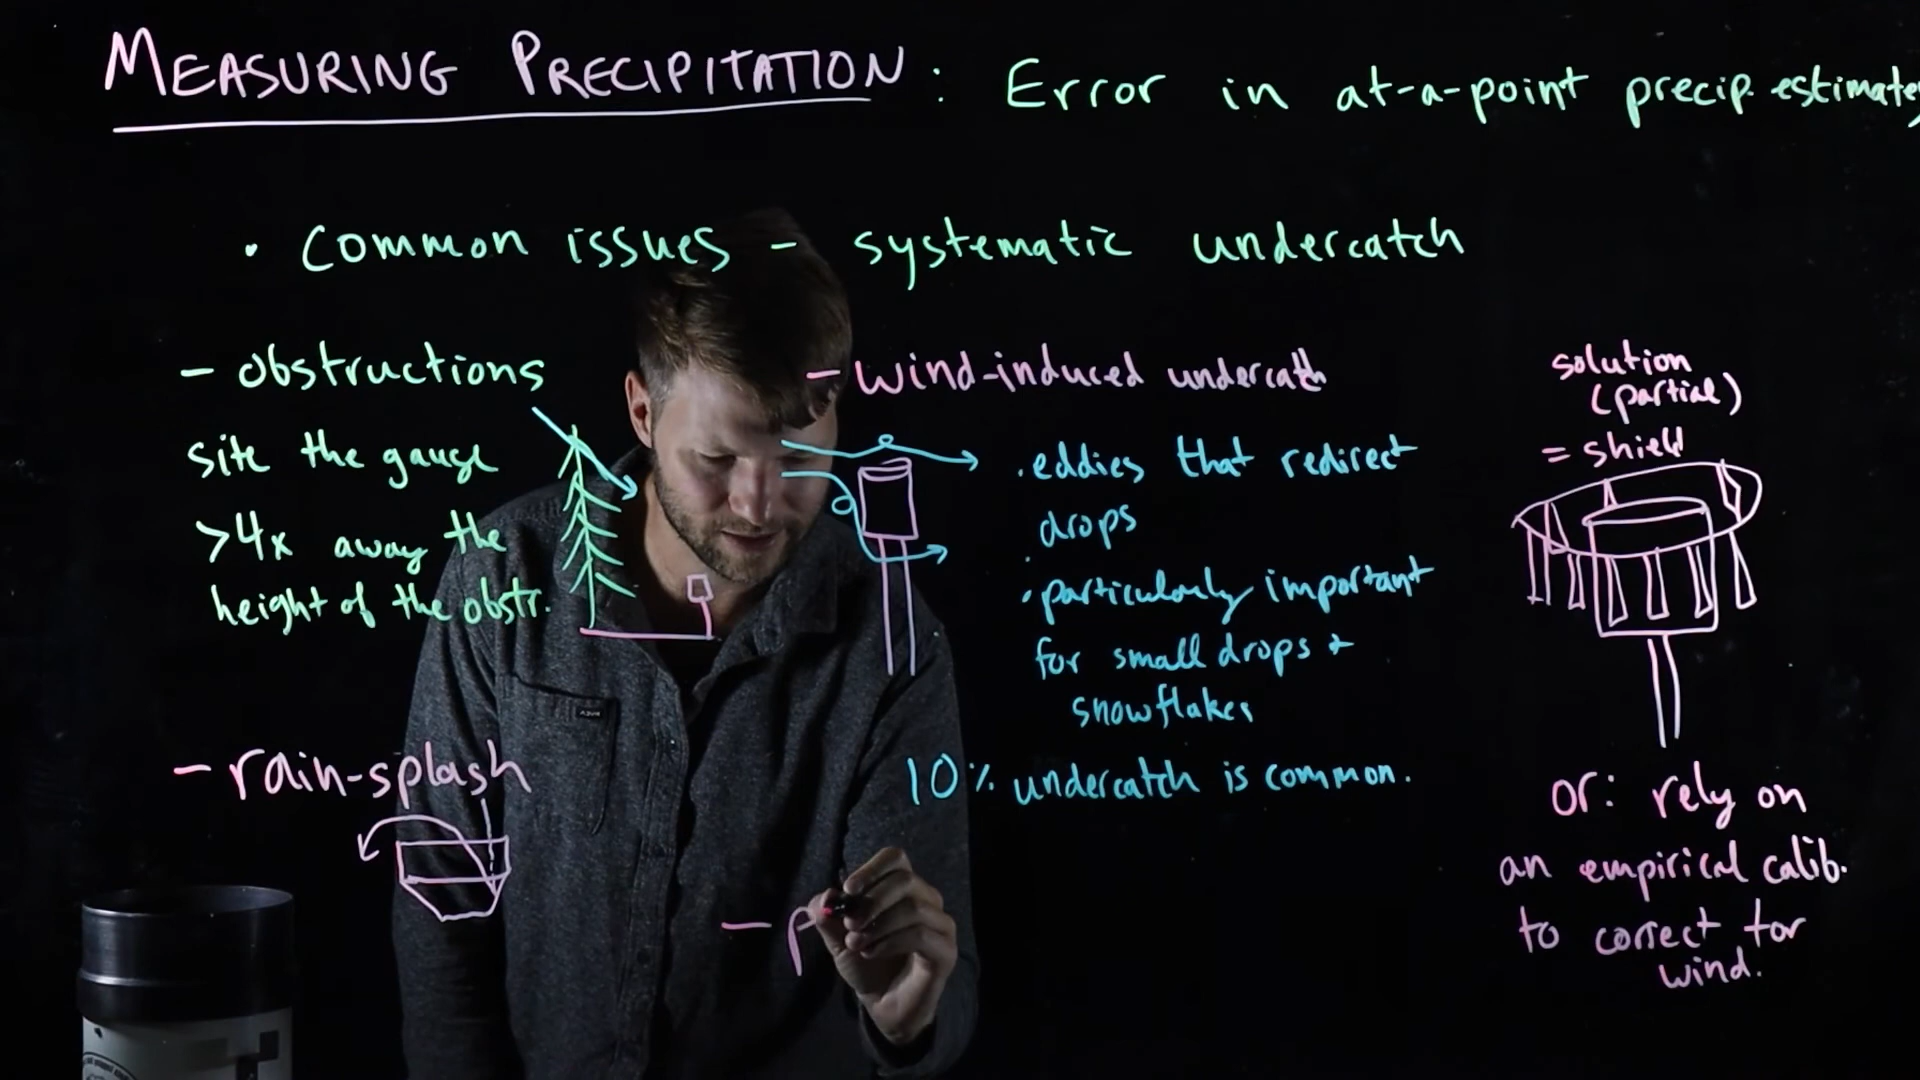 MEASURING PRECIPITATION : Error in at-a-point precip. estimates
• Common issues - systematic undercatch
- obstructions
site the gauge
>4x away the
height of the obstr.
- wind-induced undercath
• eddies that redirect
drops
• particularly important
for small drops +
snowflakes
10% undercatch is common.
solution
(partial)
= shield
or: rely on
an empirical calib.
to correct for
wind.
- rain-splash
- p